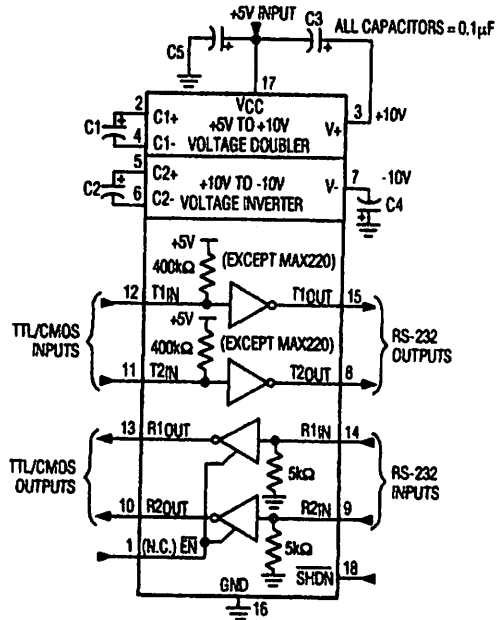 +5V INPUT
C3
ALL CAPACITORS = 0.1µF
C5
17
VCC
2
C1+
+5V TO +10V
3
+10V
C1
V+
4
C1-
VOLTAGE DOUBLER
5
C2+
7
-10V
C2
+10V TO -10V
V-
6
C2-
VOLTAGE INVERTER
C4
+5V
400kΩ
(EXCEPT MAX220)
12
T1IN
T1OUT
15
+5V
TTL/CMOS
INPUTS
400kΩ
(EXCEPT MAX220)
RS-232
OUTPUTS
11
T2IN
T2OUT
8
13
R1OUT
R1IN
14
TTL/CMOS
OUTPUTS
5kΩ
RS-232
INPUTS
10
R2OUT
R2IN
9
1
(N.C.) EN
5kΩ
SHDN
18
GND
16